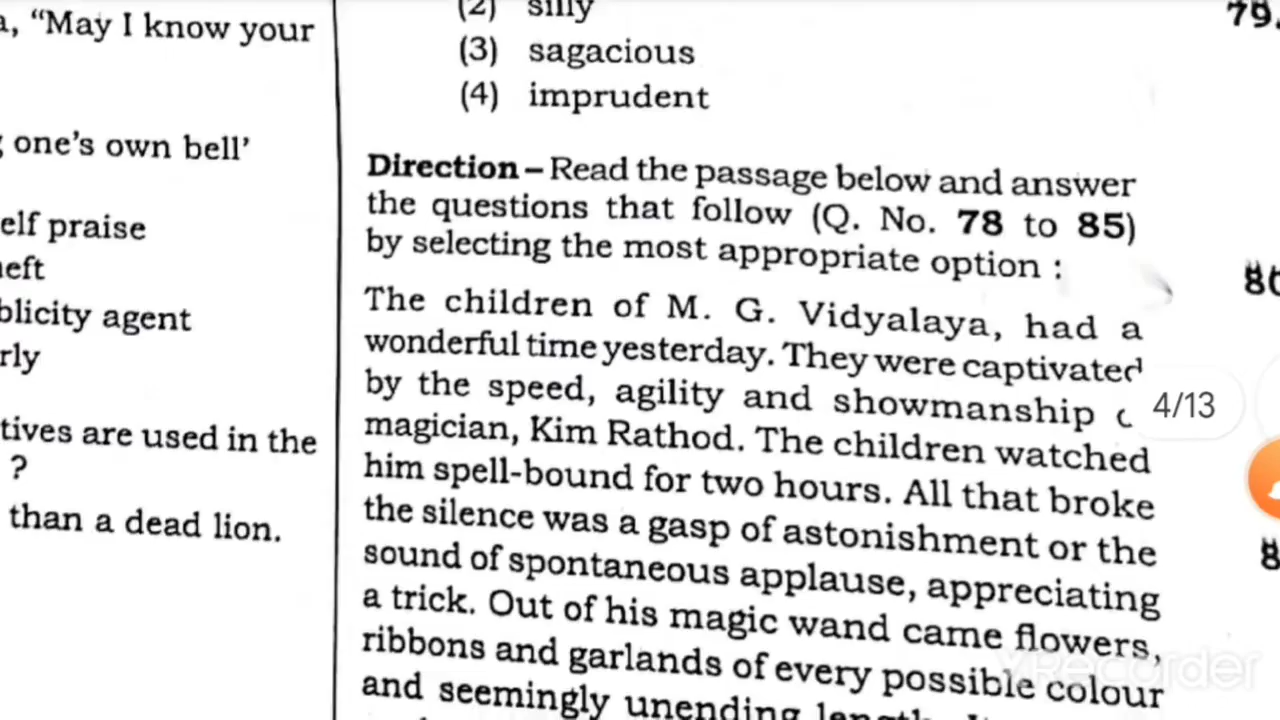 a, “May I know your
one’s own bell’
elf praise
eft
blicity agent
rly
tives are used in the
?
than a dead lion.
(2) silly
(3) sagacious
(4) imprudent
Direction – Read the passage below and answer
the questions that follow (Q. No. 78 to 85)
by selecting the most appropriate option :
The children of M. G. Vidyalaya, had a
wonderful time yesterday. They were captivated
by the speed, agility and showmanship
magician, Kim Rathod. The children watched
him spell-bound for two hours. All that broke
the silence was a gasp of astonishment or the
sound of spontaneous applause, appreciating
a trick. Out of his magic wand came flowers,
ribbons and garlands of every possible colour
and seemingly unending length.
79.
80
8
4/13
XRecorder